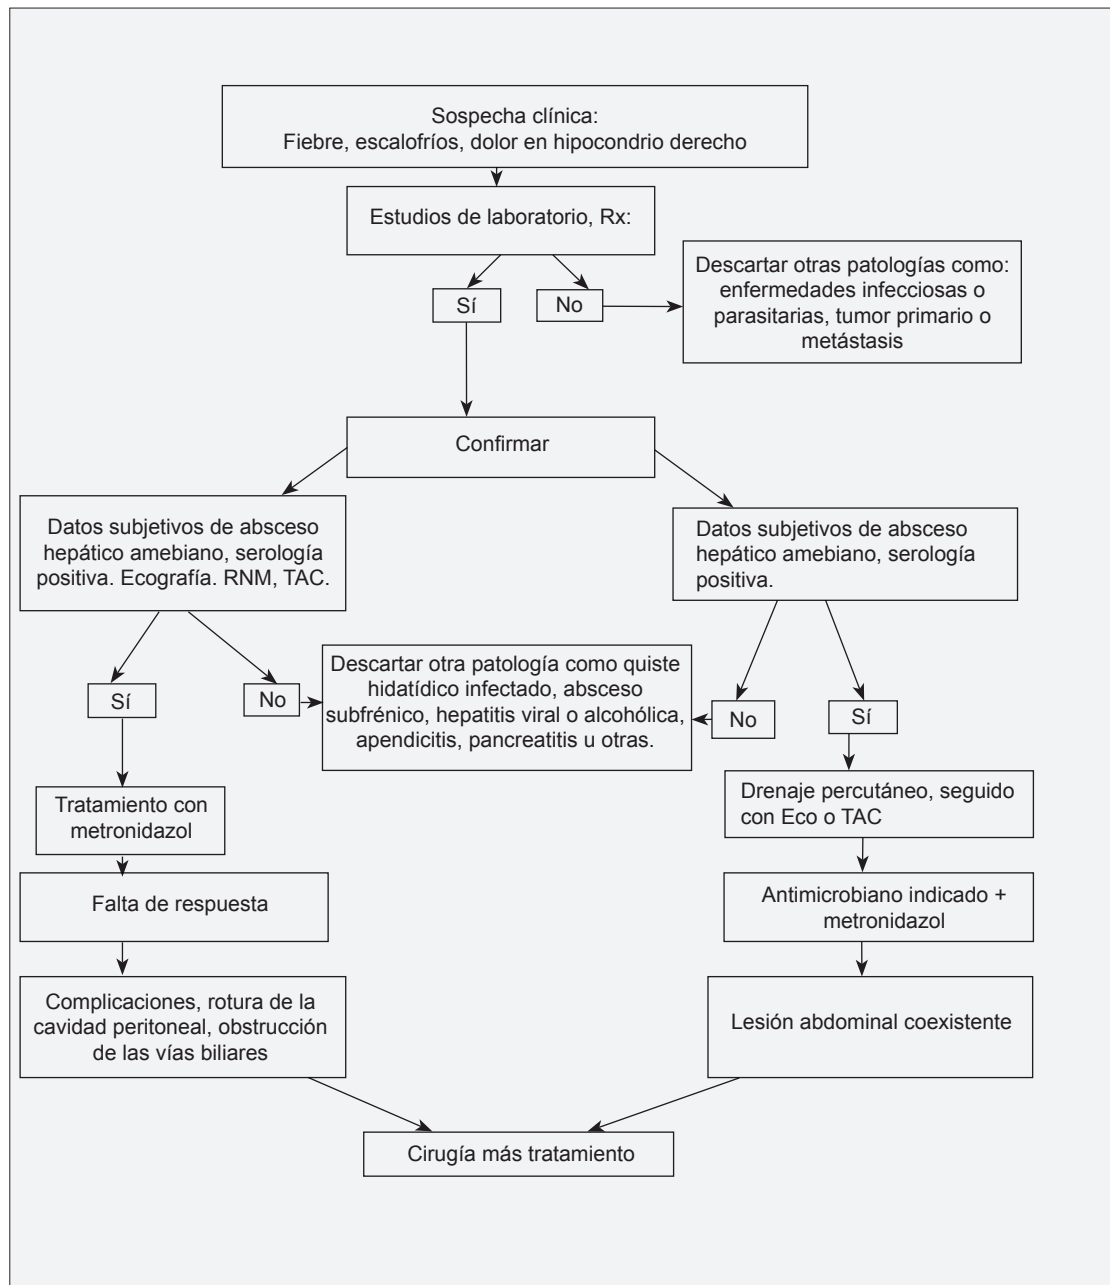 Sospecha clínica:
Fiebre, escalofríos, dolor en hipocondrio derecho
Estudios de laboratorio, Rx:
Sí
No
Descartar otras patologías como:
enfermedades infecciosas o
parasitarias, tumor primario o
metástasis
Confirmar
Datos subjetivos de absceso
hepático amebiano, serología
positiva. Ecografía. RNM, TAC.
Datos subjetivos de absceso
hepático amebiano, serología
positiva.
Sí
No
Descartar otra patología como quiste
hidatídico infectado, absceso
subfrénico, hepatitis viral o alcohólica,
apendicitis, pancreatitis u otras.
No
Sí
Tratamiento con
metronidazol
Drenaje percutáneo, seguido
con Eco o TAC
Falta de respuesta
Antimicrobiano indicado +
metronidazol
Complicaciones, rotura de la
cavidad peritoneal, obstrucción
de las vías biliares
Lesión abdominal coexistente
Cirugía más tratamiento